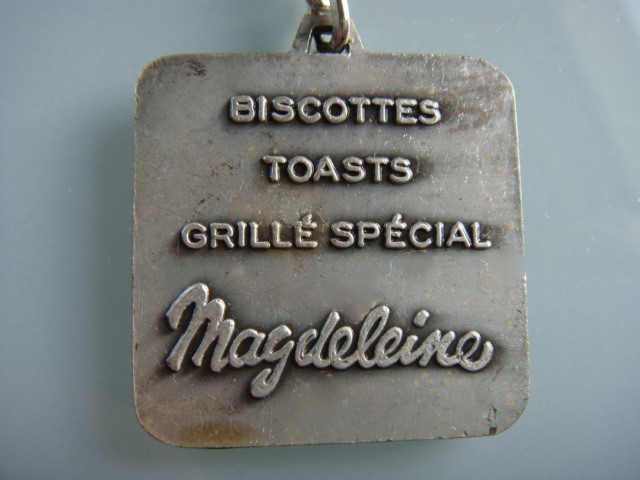 BISCOTTES
TOASTS
GRILLÉ SPÉCIAL
Magdeleine